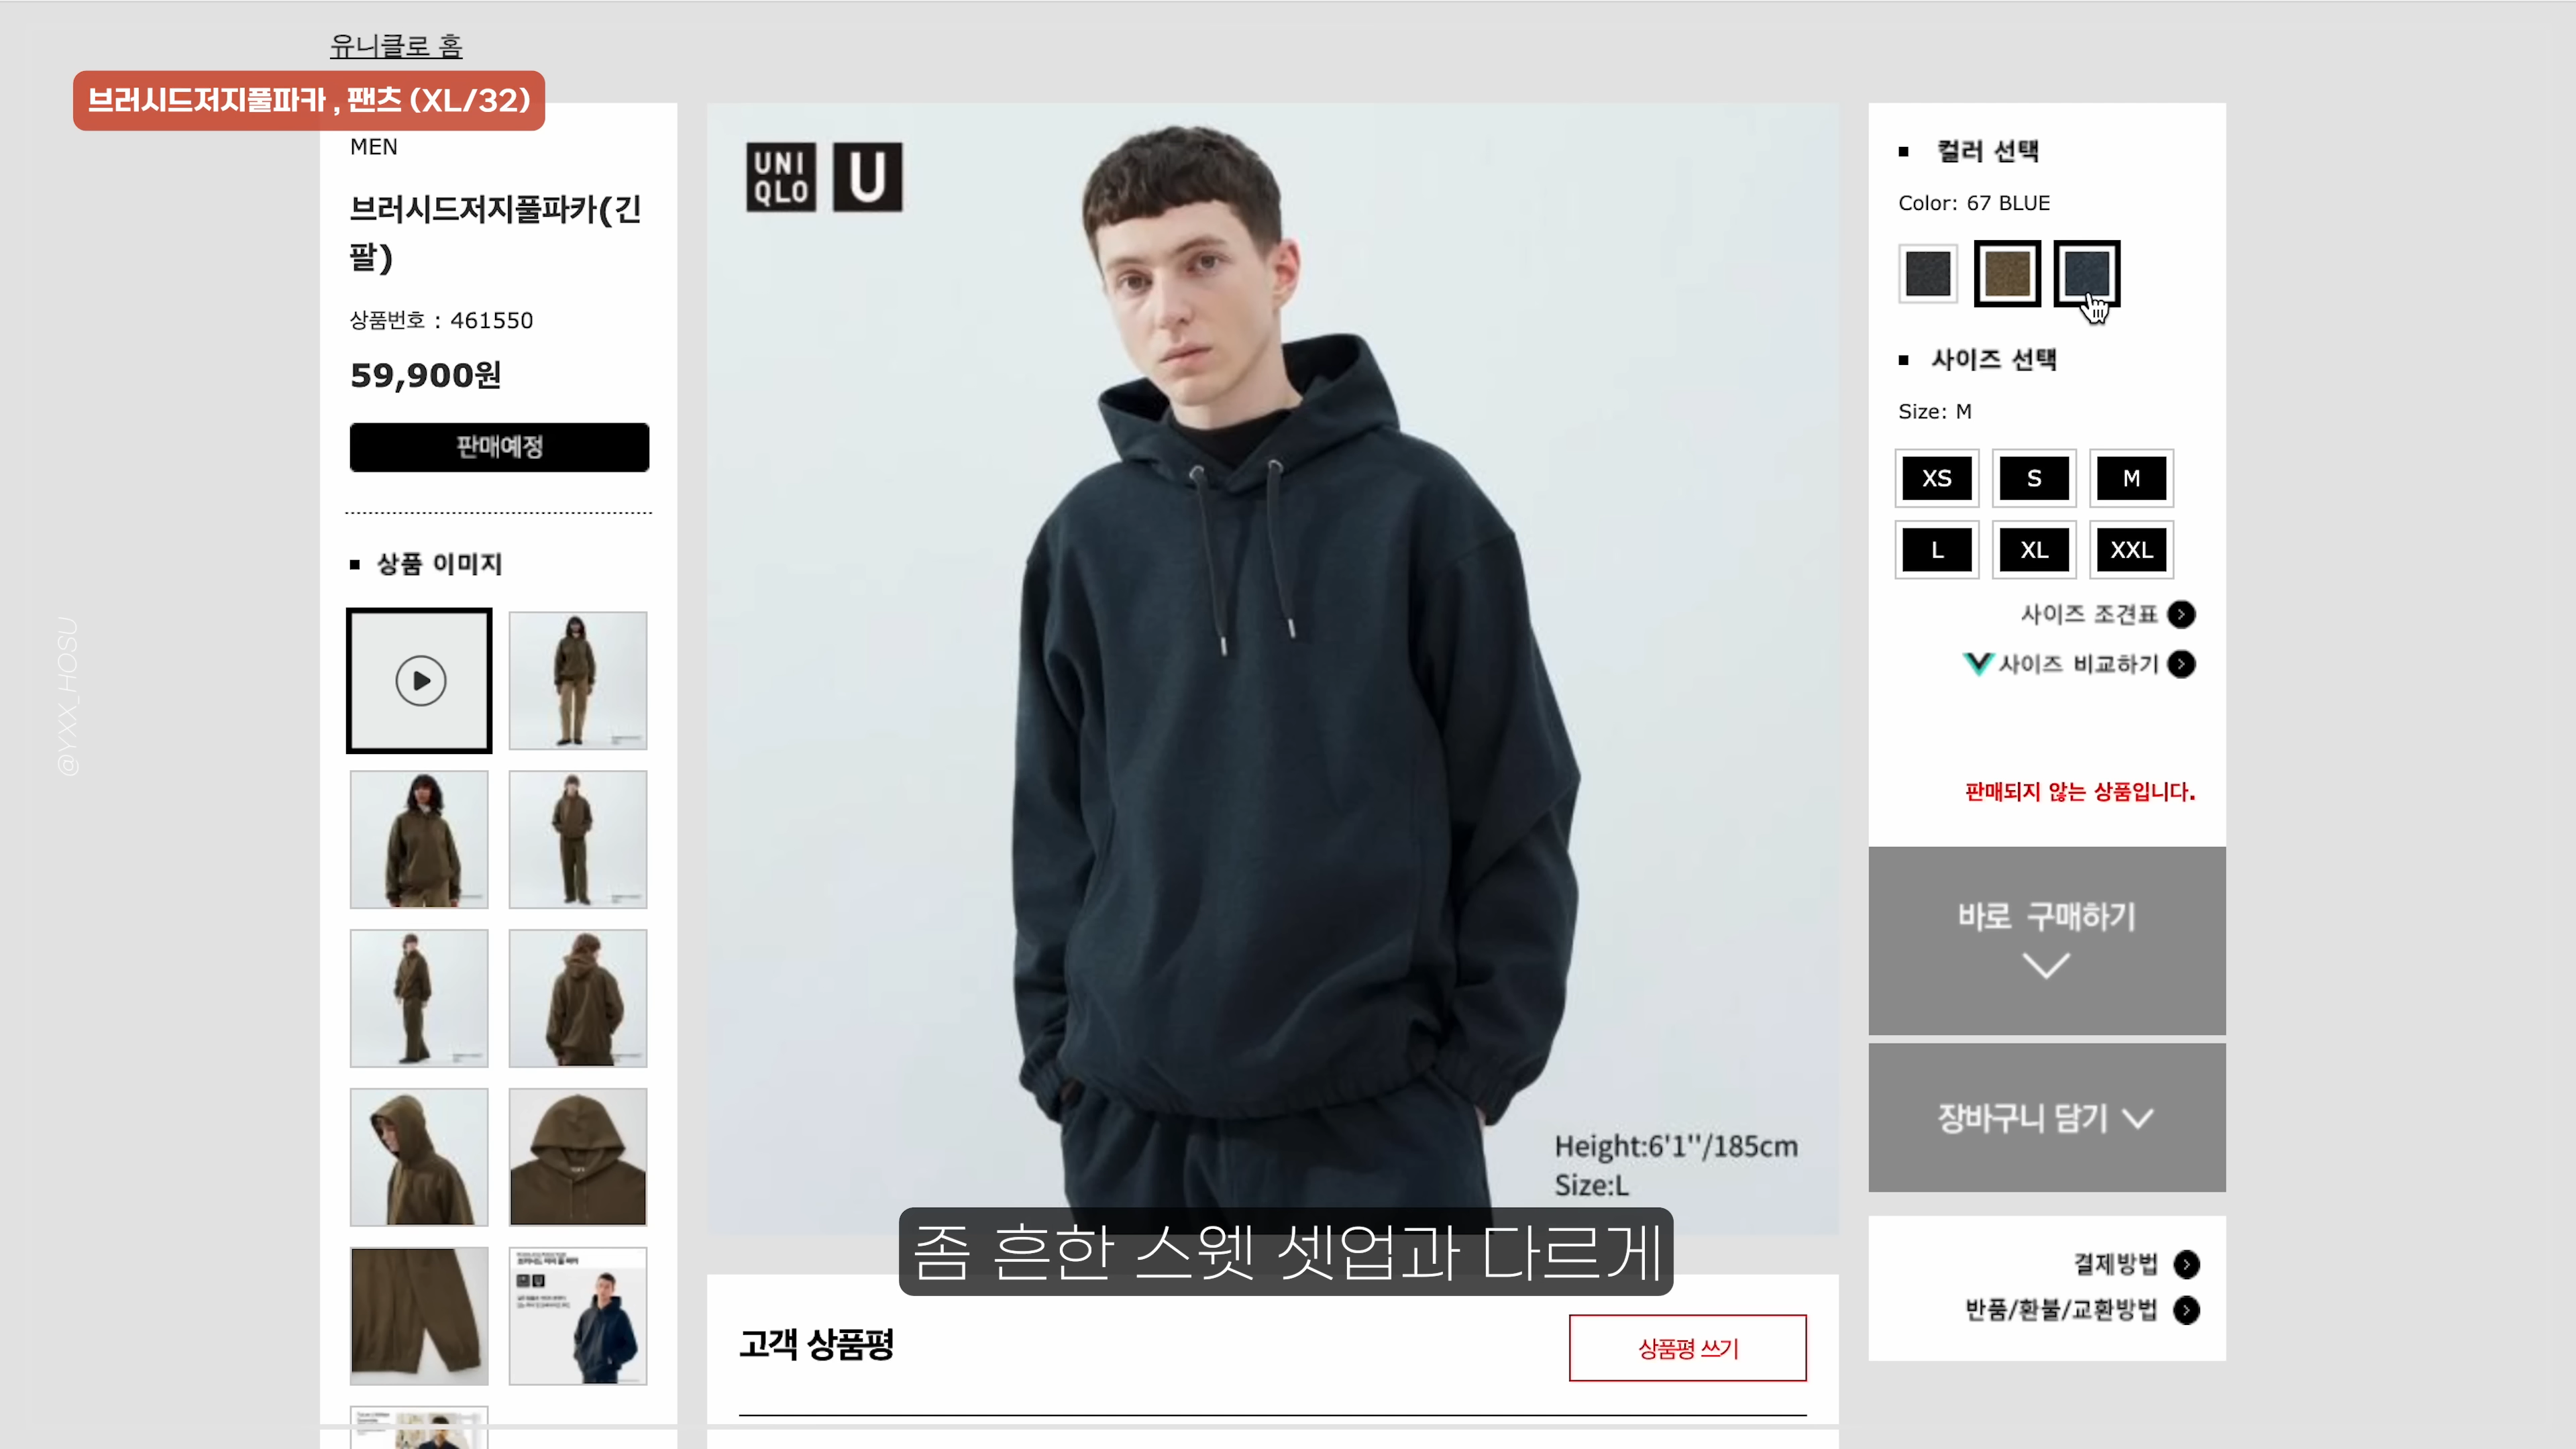 유니클로 홈
브러시드저지풀파카 , 팬츠 (XL/32)
MEN
브러시드저지풀파카(긴
팔)
상품번호 : 461550
59,900원
판매예정
상품 이미지
@YXX_HOSU
UNI
QLO
U
Height:6'1''/185cm
Size:L
좀 흔한 스웻 셋업과 다르게
고객 상품평
상품평 쓰기
컬러 선택
Color: 67 BLUE
사이즈 선택
Size: M
XS S M
L XL XXL
사이즈 조견표
사이즈 비교하기
판매되지 않는 상품입니다.
바로 구매하기
장바구니 담기
결제방법
반품/환불/교환방법